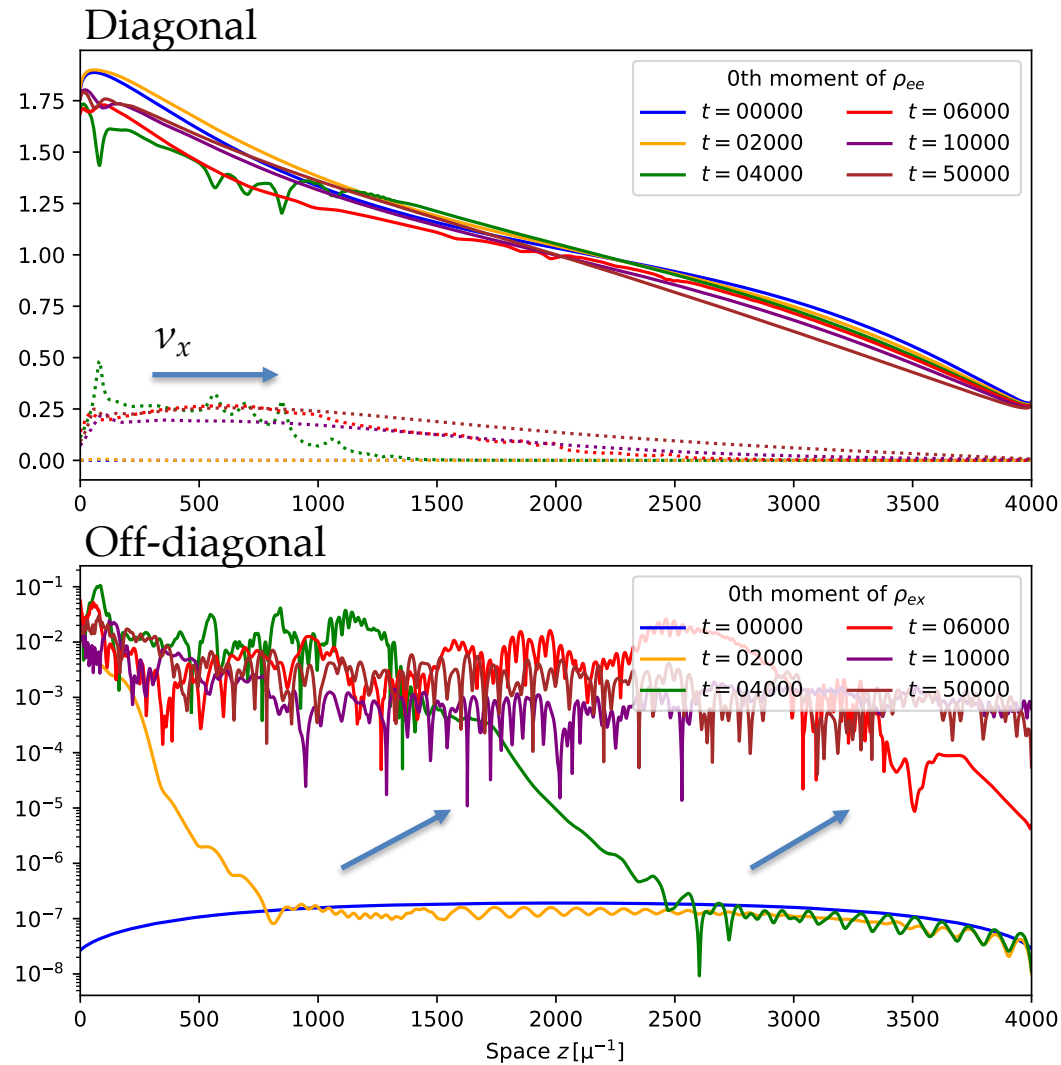 Diagonal
0th moment of ρ_ee
t = 00000 t = 06000
t = 02000 t = 10000
t = 04000 t = 50000
1.75
1.50
1.25
1.00
0.75
0.50
0.25
0.00
ν_x
0 500 1000 1500 2000 2500 3000 3500 4000
Off-diagonal
0th moment of ρ_ex
t = 00000 t = 06000
t = 02000 t = 10000
t = 04000 t = 50000
10⁻¹
10⁻²
10⁻³
10⁻⁴
10⁻⁵
10⁻⁶
10⁻⁷
10⁻⁸
0 500 1000 1500 2000 2500 3000 3500 4000
Space z [μ⁻¹]